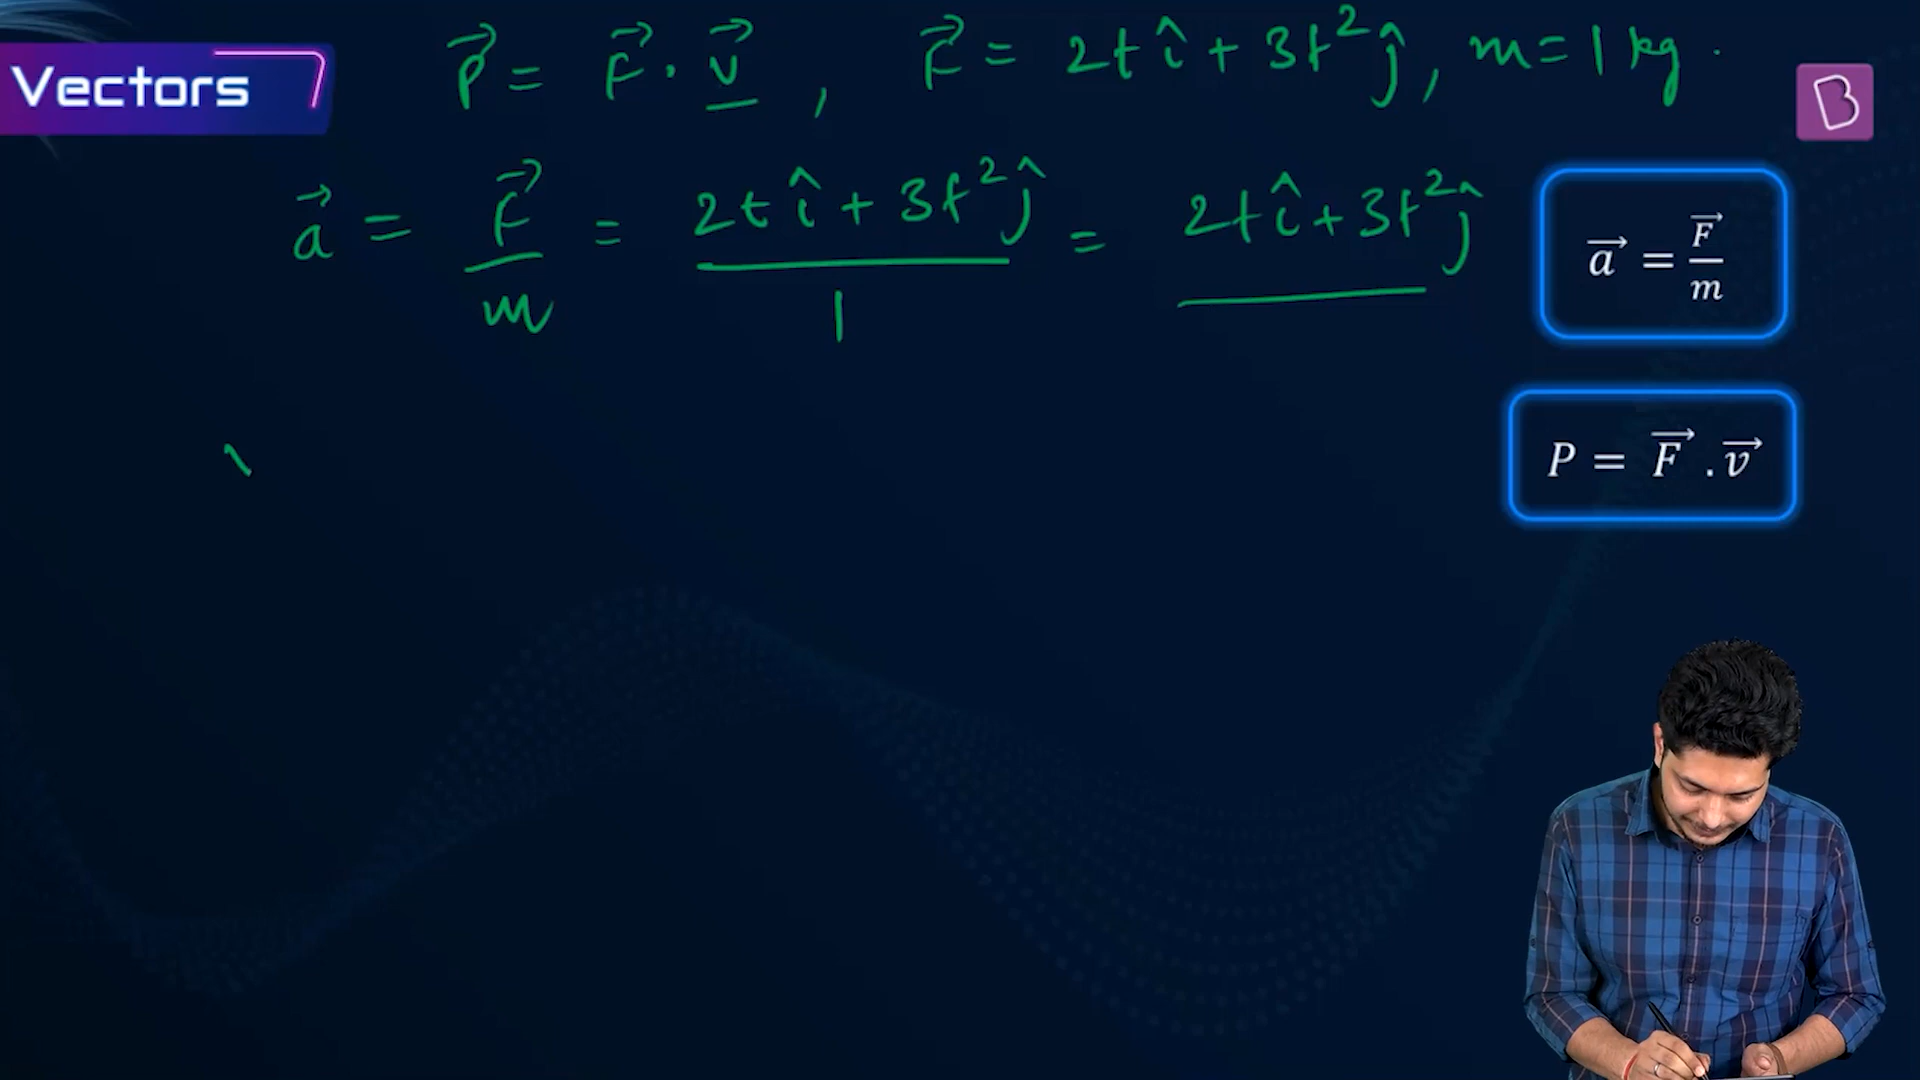 Vectors
P⃗ = F⃗ . v⃗ , F⃗ = 2t î + 3t² ĵ , m = 1 kg .
a⃗ = F⃗/m = (2t î + 3t² ĵ)/1 = 2t î + 3t² ĵ
a⃗ = F⃗/m
P = F⃗ . v⃗
B